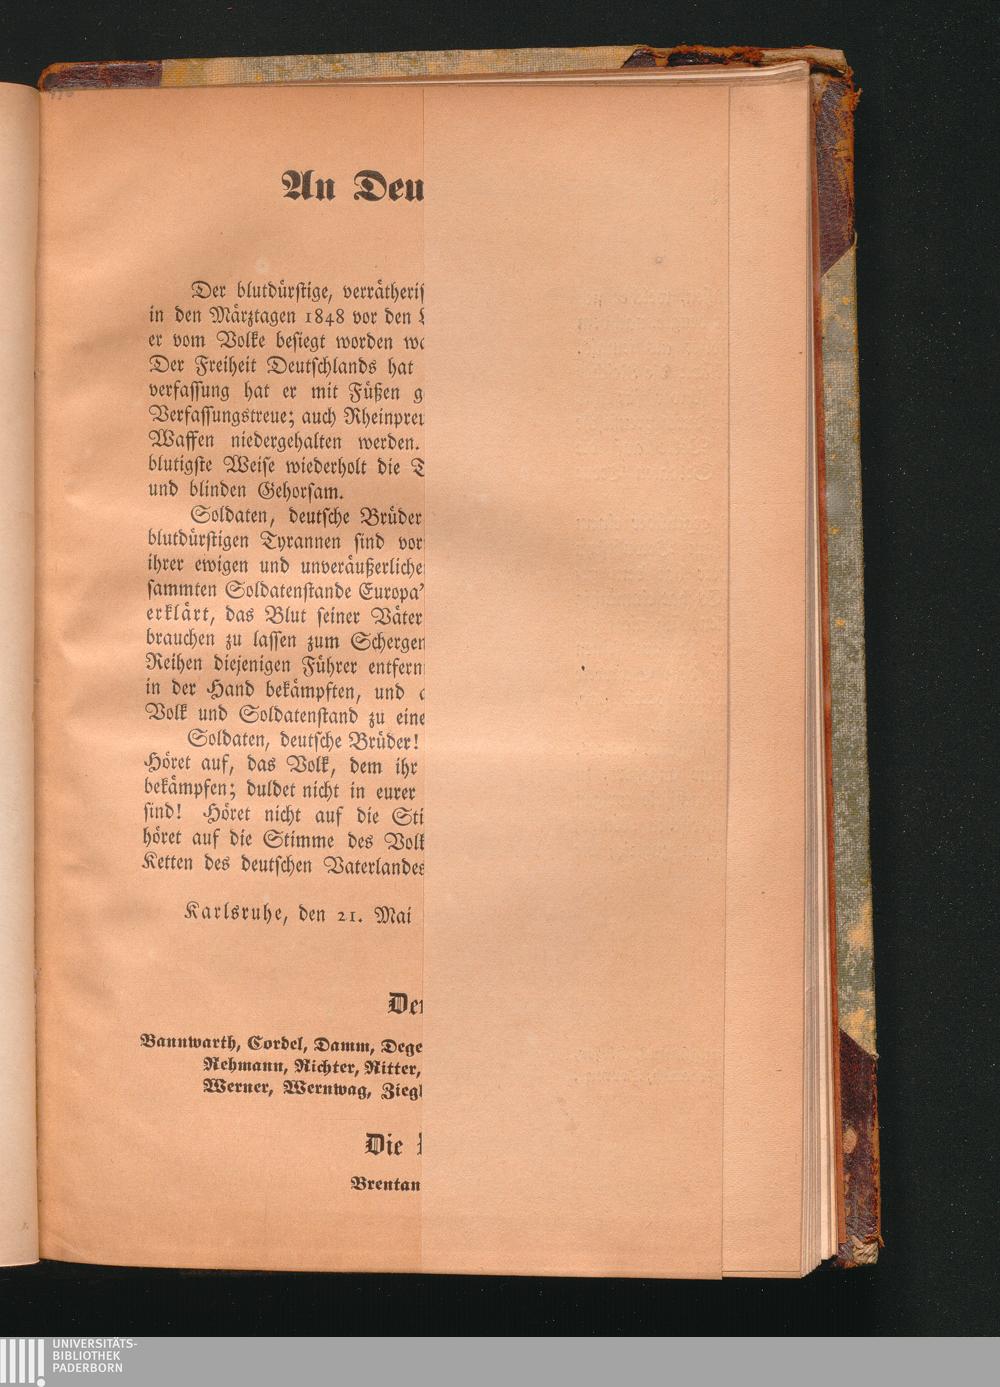 An Deu
Der blutdürstige, verrätheris
in den Märztagen 1848 vor den
er vom Volke besiegt worden wa
Der Freiheit Deutschlands hat
verfassung hat er mit Füßen g
Verfassungstreue; auch Rheinpreu
Waffen niedergehalten werden.
blutigste Weise wiederholt die T
und blinden Gehorsam.
Soldaten, deutsche Brüder
blutdürstigen Tyrannen sind vor
ihrer ewigen und unveräußerliche
sammten Soldatenstande Europa'
erklärt, das Blut seiner Väter
brauchen zu lassen zum Schergen
Reihen diejenigen Führer entfern
in der Hand bekämpften, und
Volk und Soldatenstand zu eine
Soldaten, deutsche Brüder!
Höret auf, das Volk, dem ihr
bekämpfen; duldet nicht in eurer
sind! Höret nicht auf die Sti
höret auf die Stimme des Volk
Ketten des deutschen Vaterlandes
Karlsruhe, den 21. Mai
Der
Bannwarth, Cordel, Damm, Dege
Rehmann, Richter, Ritter,
Werner, Wernwag, Ziegl
Die
Brentan
UNIVERSITÄTS-
BIBLIOTHEK
PADERBORN